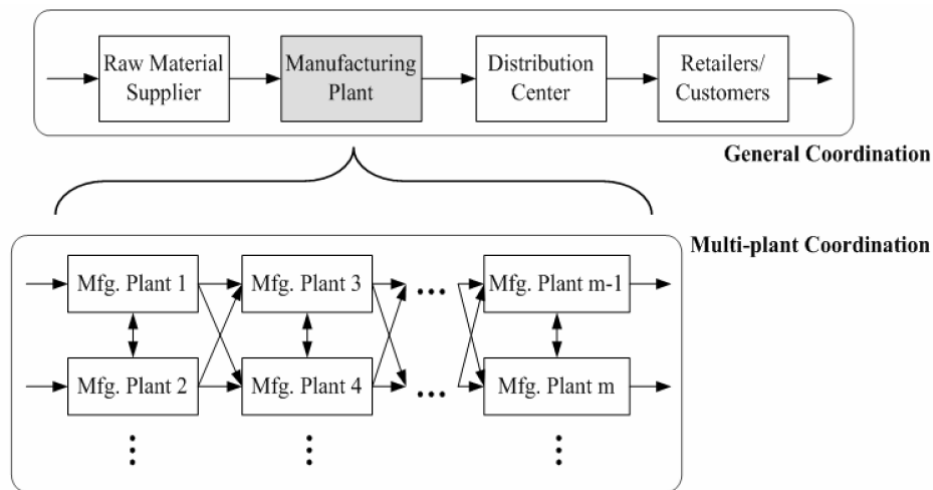 Raw Material
Supplier
Manufacturing
Plant
Distribution
Center
Retailers/
Customers
General Coordination
Multi-plant Coordination
Mfg. Plant 1
Mfg. Plant 3
...
Mfg. Plant m-1
Mfg. Plant 2
Mfg. Plant 4
...
Mfg. Plant m